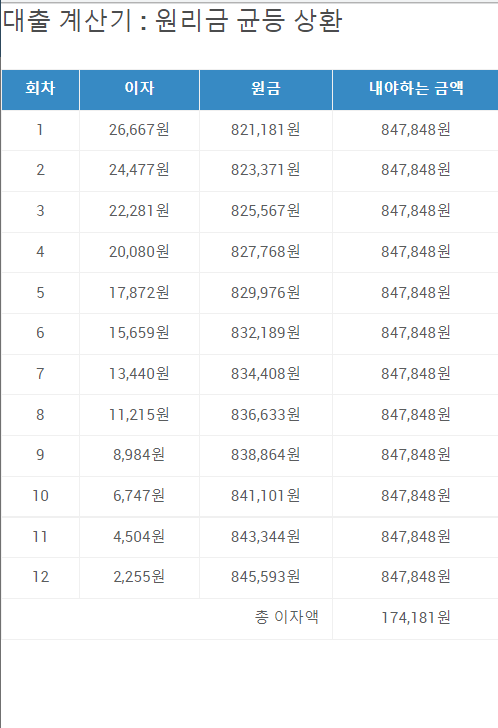 대출 계산기 : 원리금 균등 상환
회차 이자 원금 내야하는 금액
1 26,667원 821,181원 847,848원
2 24,477원 823,371원 847,848원
3 22,281원 825,567원 847,848원
4 20,080원 827,768원 847,848원
5 17,872원 829,976원 847,848원
6 15,659원 832,189원 847,848원
7 13,440원 834,408원 847,848원
8 11,215원 836,633원 847,848원
9 8,984원 838,864원 847,848원
10 6,747원 841,101원 847,848원
11 4,504원 843,344원 847,848원
12 2,255원 845,593원 847,848원
총 이자액 174,181원